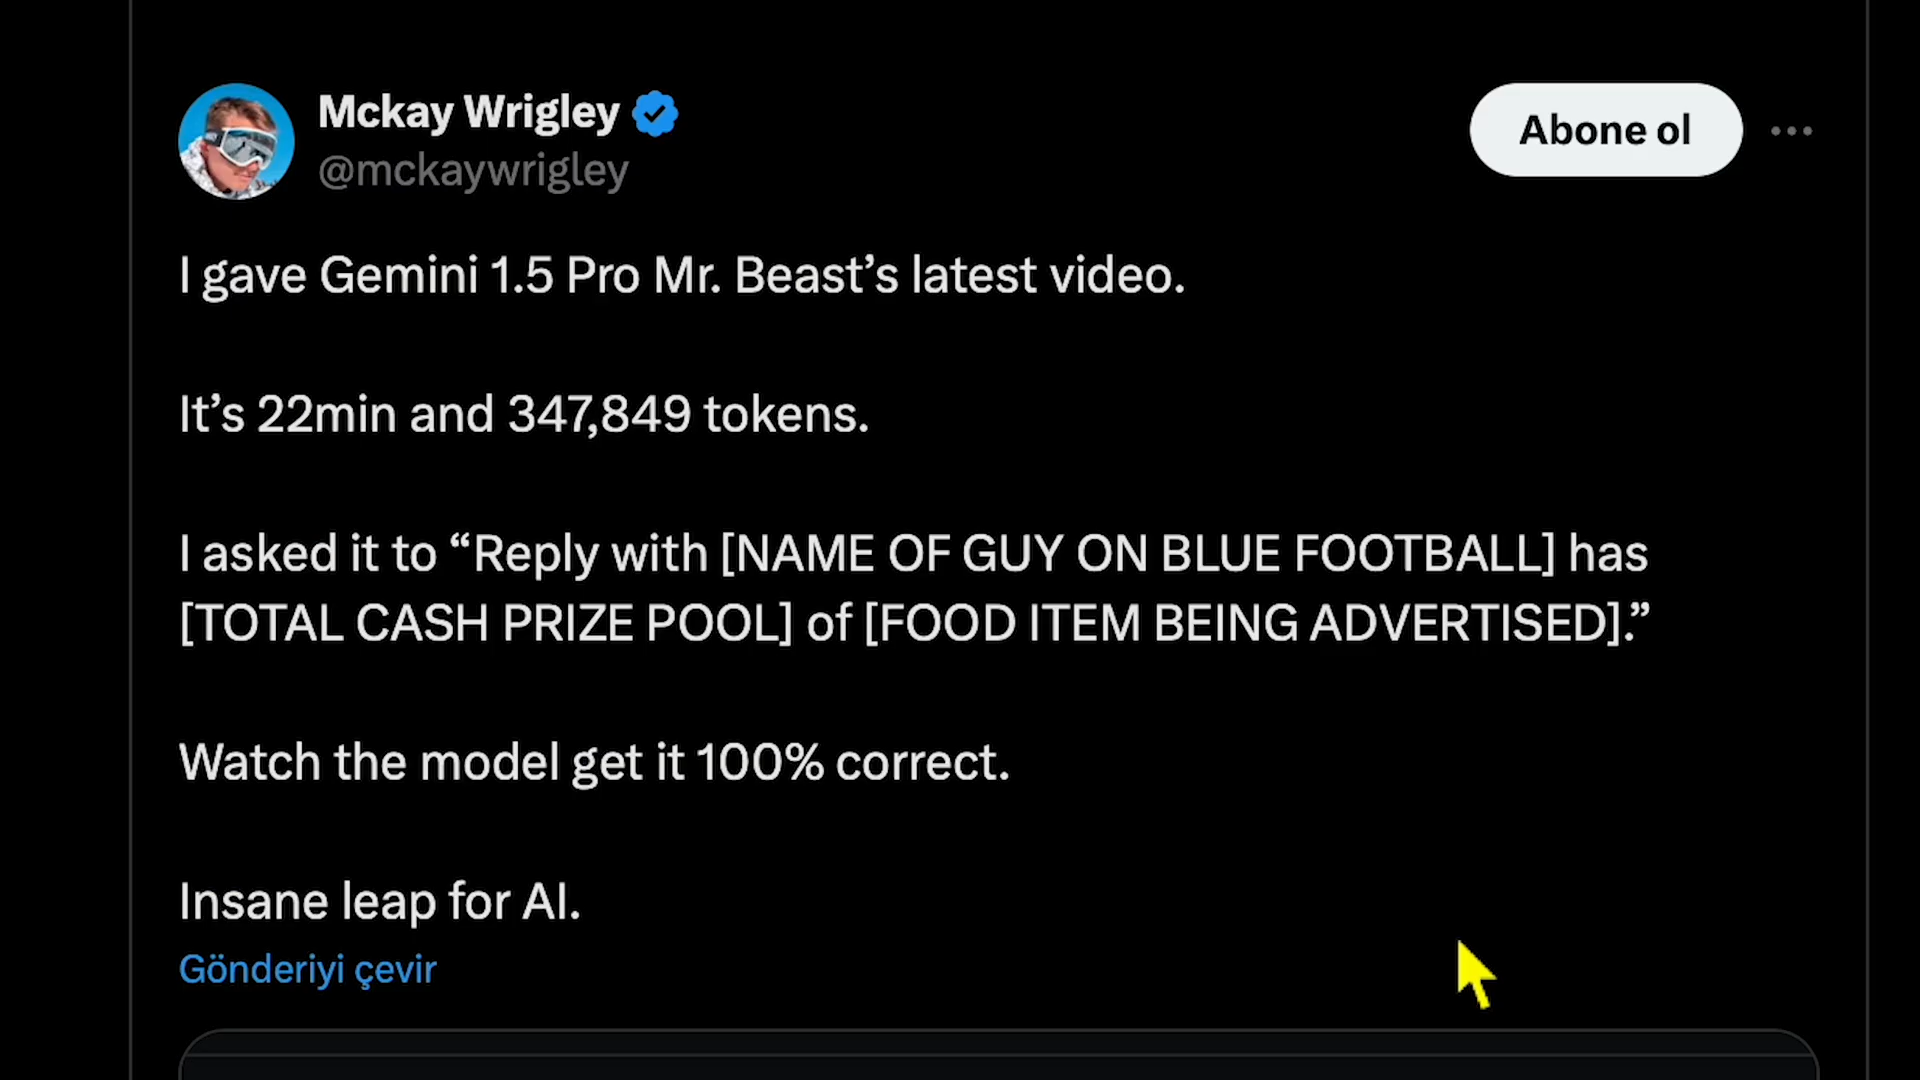 Mckay Wrigley
@mckaywrigley
Abone ol
I gave Gemini 1.5 Pro Mr. Beast’s latest video.
It’s 22min and 347,849 tokens.
I asked it to “Reply with [NAME OF GUY ON BLUE FOOTBALL] has
[TOTAL CASH PRIZE POOL] of [FOOD ITEM BEING ADVERTISED].”
Watch the model get it 100% correct.
Insane leap for AI.
Gönderiyi çevir